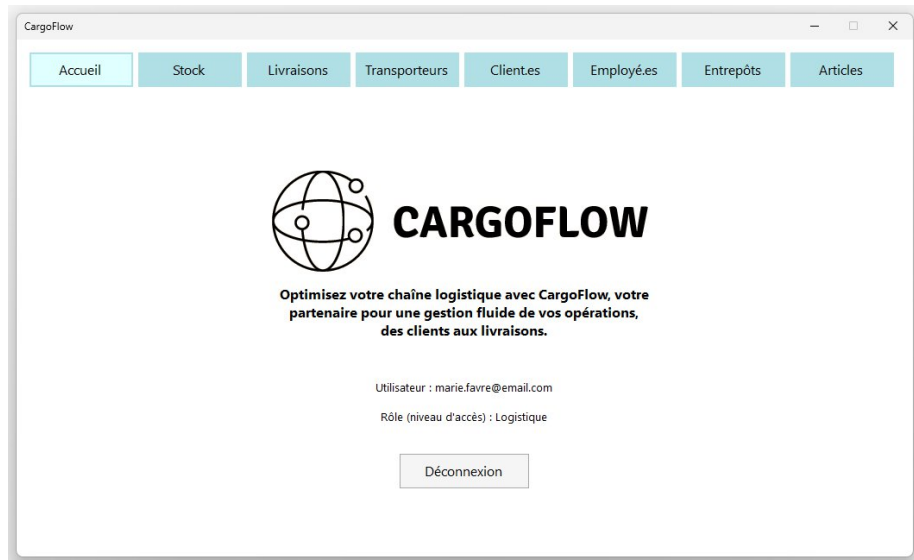 CargoFlow
Accueil Stock Livraisons Transporteurs Client.es Employé.es Entrepôts Articles
CARGOFLOW
Optimisez votre chaîne logistique avec CargoFlow, votre
partenaire pour une gestion fluide de vos opérations,
des clients aux livraisons.
Utilisateur : marie.favre@email.com
Rôle (niveau d'accès) : Logistique
Déconnexion